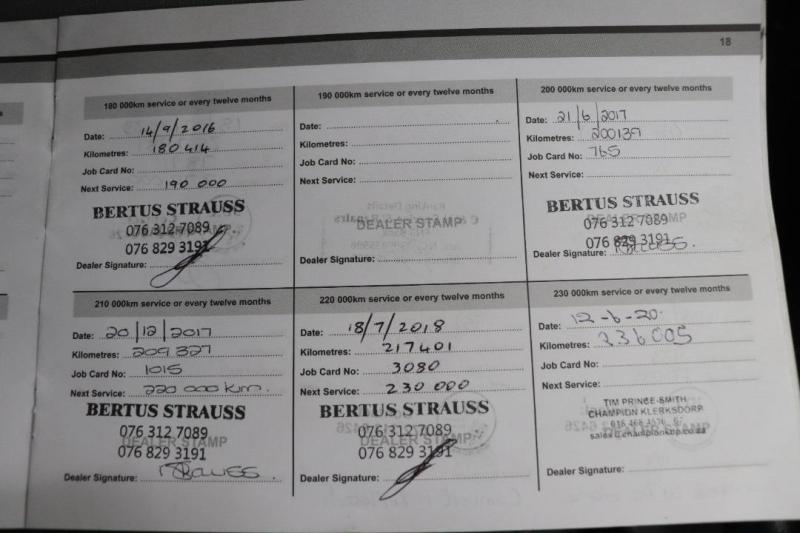 18
180 000km service or every twelve months
Date: 14/9/2016
Kilometres: 180 414
Job Card No:
Next Service: 190 000
BERTUS STRAUSS
076 312 7089
076 829 3191
Dealer Signature:
190 000km service or every twelve months
Date:
Kilometres:
Job Card No:
Next Service:
DEALER STAMP
Dealer Signature:
200 000km service or every twelve months
Date: 21/6/2017
Kilometres: 200139
Job Card No: 765
Next Service:
BERTUS STRAUSS
DEALER STAMP
076 312 7089
076 829 3191
Dealer Signature:
210 000km service or every twelve months
Date: 20/12/2017
Kilometres: 209 327
Job Card No: 1015
Next Service: 220 000 km.
BERTUS STRAUSS
076 312 7089
DEALER STAMP
076 829 3191
Dealer Signature:
220 000km service or every twelve months
Date: 18/7/2018
Kilometres: 217401
Job Card No: 3080
Next Service: 230 000
BERTUS STRAUSS
076 312 7089
DEALER STAMP
076 829 3191
Dealer Signature:
230 000km service or every twelve months
Date: 12-6-20
Kilometres: 236005
Job Card No:
Next Service:
TIM PRINCE-SMITH
CHAMPION KLERKSDORP
Dealer Signature: